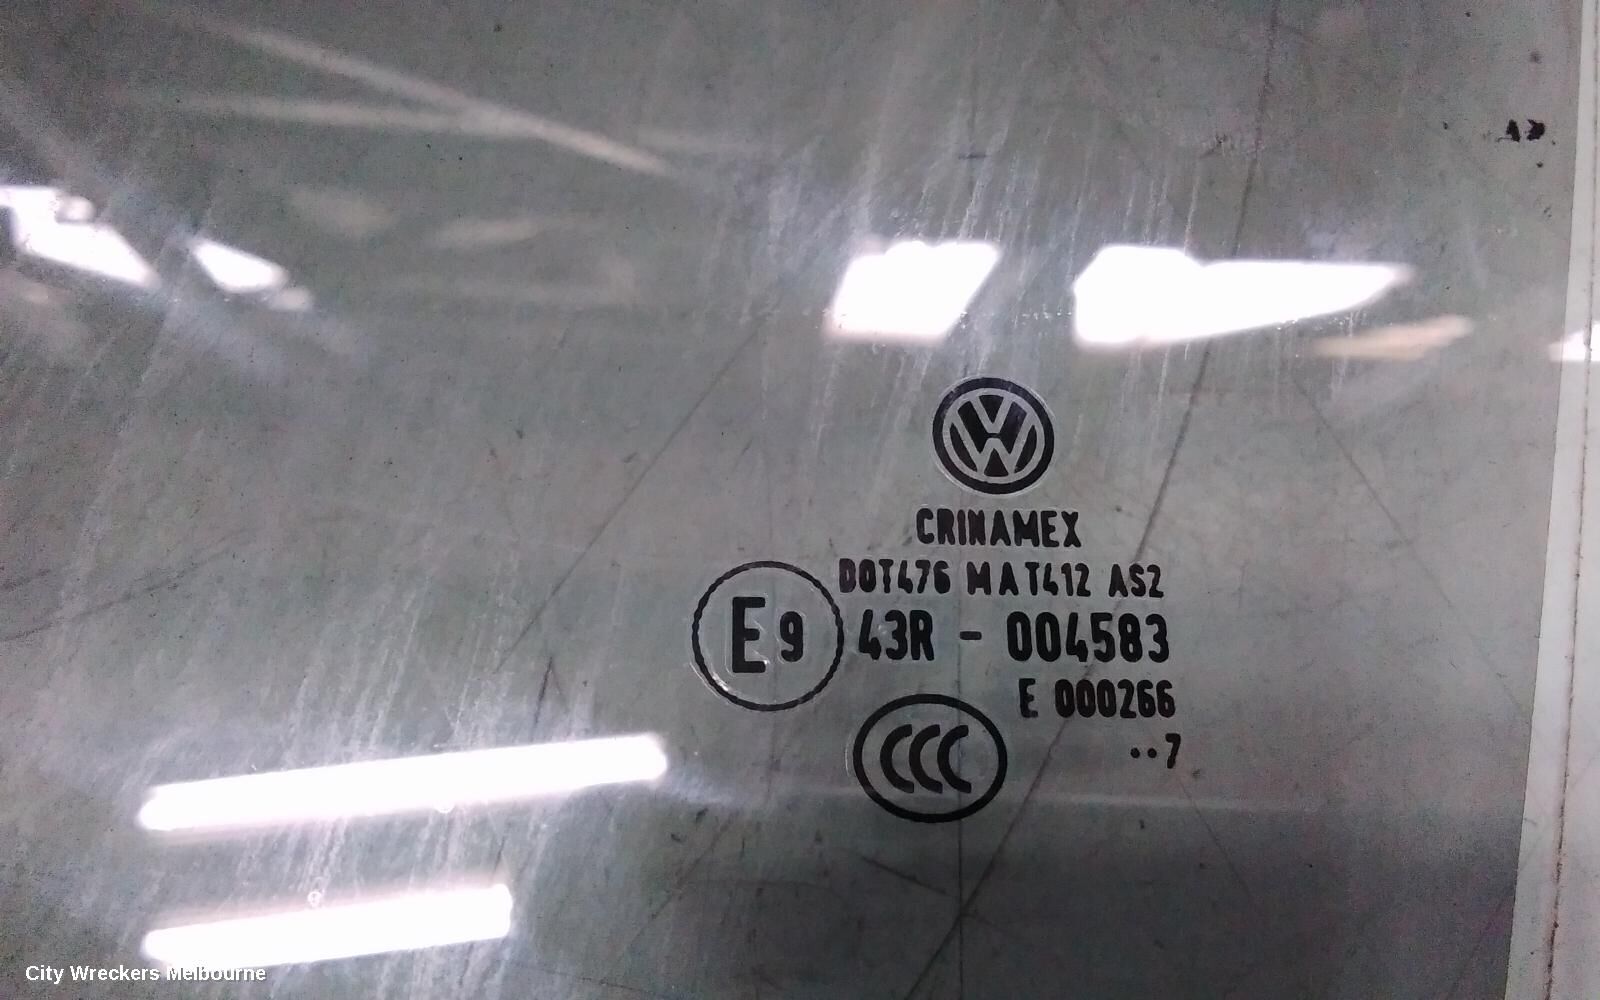 CRINAMEX
DOT476 MAT412 AS2
E9 43R - 004583
E 000266
CCC
..7
City Wreckers Melbourne